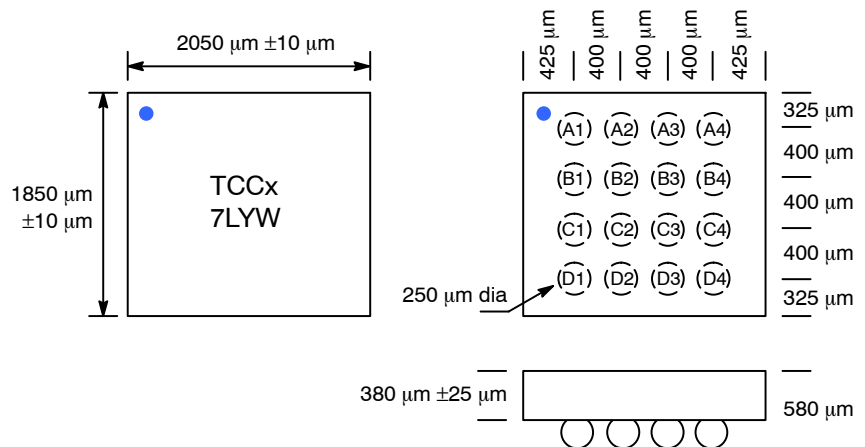 2050 μm ±10 μm
425 μm
400 μm
400 μm
400 μm
425 μm
1850 μm
±10 μm
TCCx
7LYW
A1 A2 A3 A4
B1 B2 B3 B4
C1 C2 C3 C4
D1 D2 D3 D4
325 μm
400 μm
400 μm
400 μm
325 μm
250 μm dia
380 μm ±25 μm
580 μm